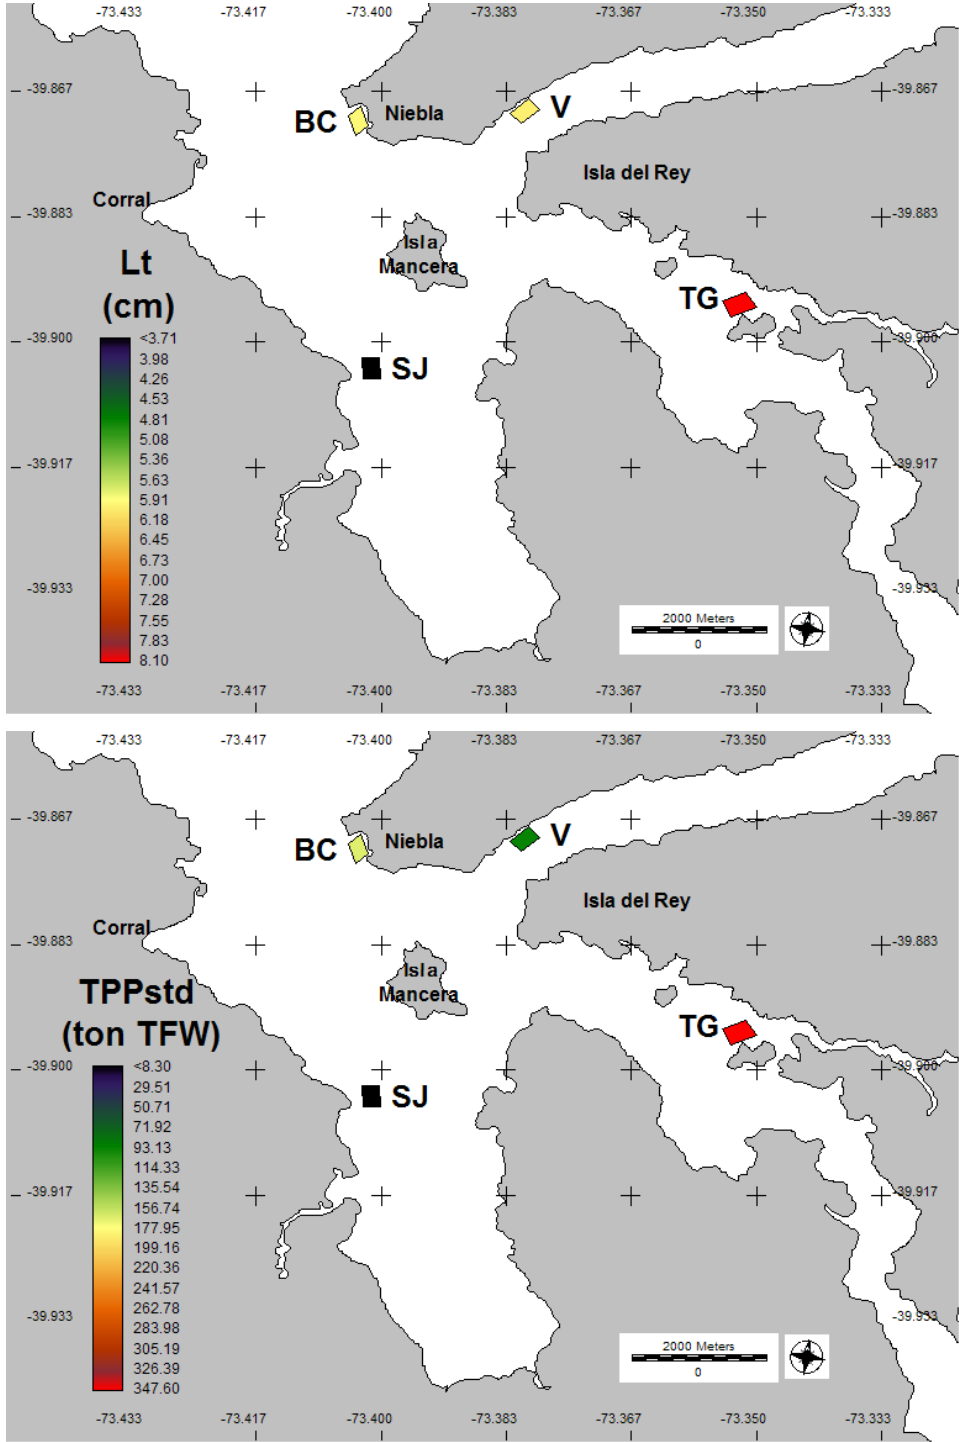 -73.433 -73.417 -73.400 -73.383 -73.367 -73.350 -73.333
-39.867 -39.867
BC Niebla V
Isla del Rey
Corral
-39.883 -39.883
Isla
Mancera
Lt
(cm)
TG
-39.900 -39.900
SJ
<3.71
3.98
4.26
4.53
4.81
5.08
5.36
5.63
5.91
6.18
6.45
6.73
7.00
7.28
7.55
7.83
8.10
-39.917 -39.917
-39.933 -39.933
2000 Meters
0
-73.433 -73.417 -73.400 -73.383 -73.367 -73.350 -73.333
-73.433 -73.417 -73.400 -73.383 -73.367 -73.350 -73.333
-39.867 -39.867
BC Niebla V
Isla del Rey
Corral
-39.883 -39.883
Isla
Mancera
TPPstd
(ton TFW)
TG
-39.900 -39.900
SJ
<8.30
29.51
50.71
71.92
93.13
114.33
135.54
156.74
177.95
199.16
220.36
241.57
262.78
283.98
305.19
326.39
347.60
-39.917 -39.917
-39.933 -39.933
2000 Meters
0
-73.433 -73.417 -73.400 -73.383 -73.367 -73.350 -73.333